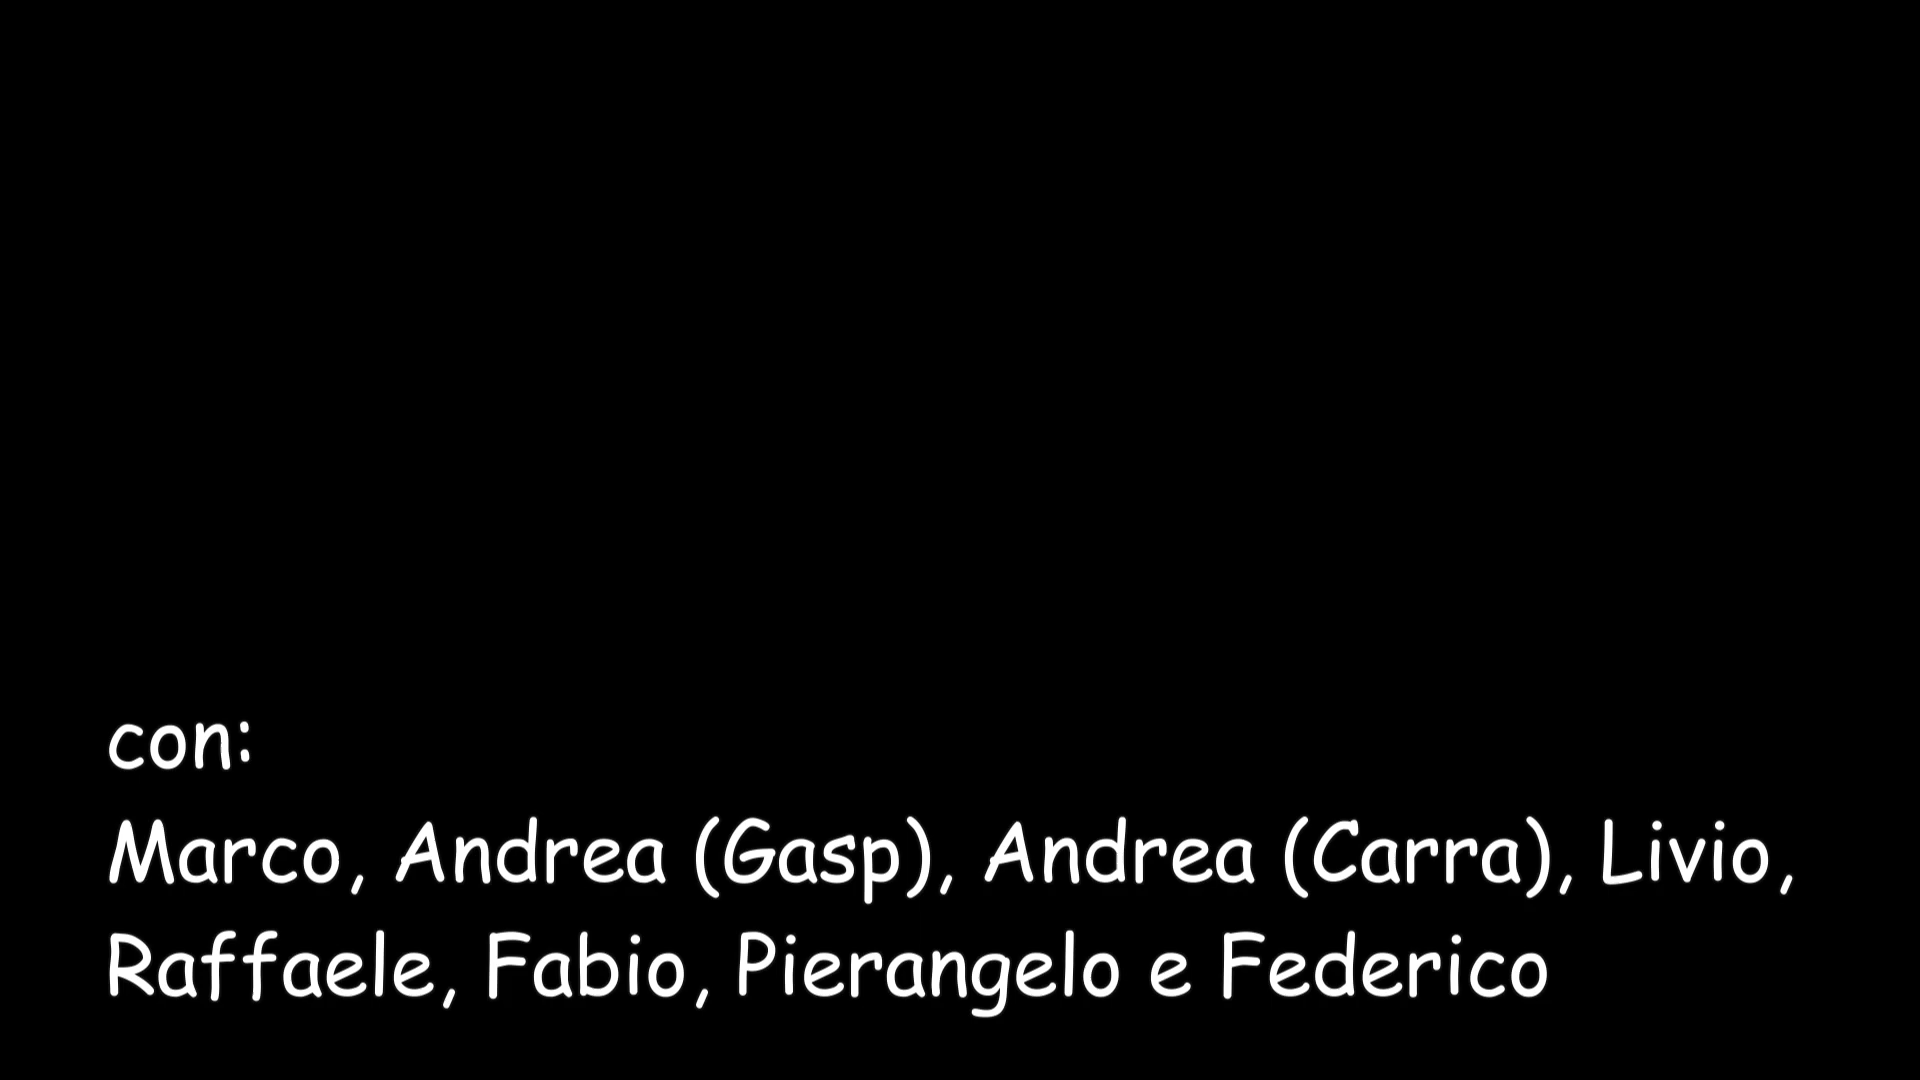 con:
Marco, Andrea (Gasp), Andrea (Carra), Livio,
Raffaele, Fabio, Pierangelo e Federico